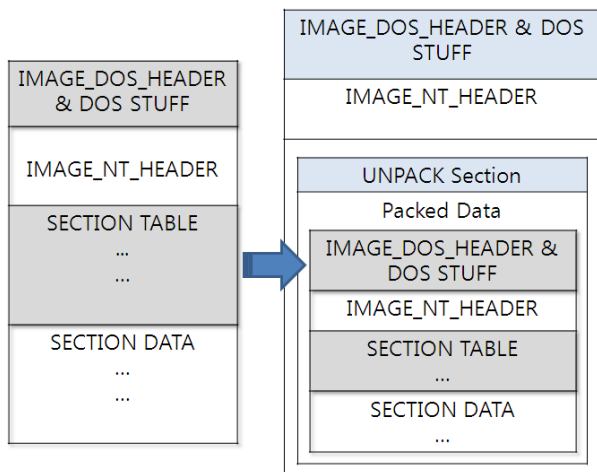 IMAGE_DOS_HEADER
& DOS STUFF
IMAGE_NT_HEADER
SECTION TABLE
...
...
SECTION DATA
...
...
IMAGE_DOS_HEADER & DOS
STUFF
IMAGE_NT_HEADER
UNPACK Section
Packed Data
IMAGE_DOS_HEADER &
DOS STUFF
IMAGE_NT_HEADER
SECTION TABLE
...
SECTION DATA
...